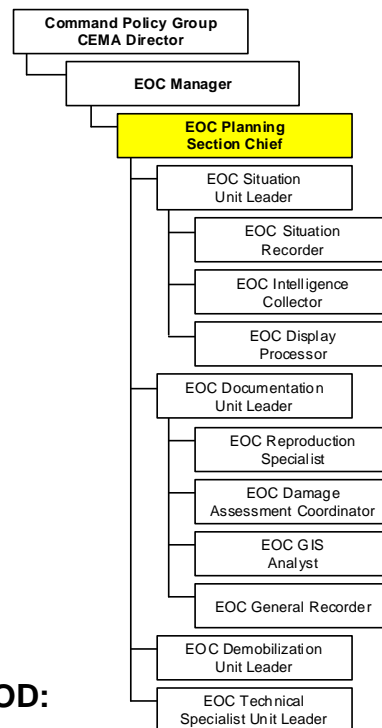 Command Policy Group
CEMA Director
EOC Manager
EOC Planning
Section Chief
EOC Situation
Unit Leader
EOC Situation
Recorder
EOC Intelligence
Collector
EOC Display
Processor
EOC Documentation
Unit Leader
EOC Reproduction
Specialist
EOC Damage
Assessment Coordinator
EOC GIS
Analyst
EOC General Recorder
EOC Demobilization
Unit Leader
OD:
EOC Technical
Specialist Unit Leader